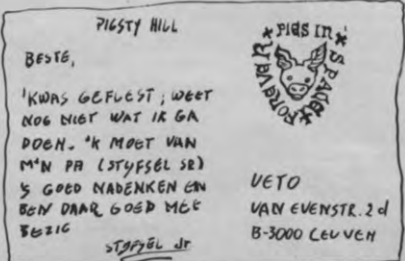 PIGSTY HILL
BESTE,
'KWAS GEFLEST; WEET
NOG NIET WAT IK GA
DOEN. 'K MOET VAN
M'N PA (STYFSEL SR)
'S GOED NADENKEN EN
BEN DAAR GOED MEE
BEZIG
STYFSEL Jr
PIGS IN SPACE FOREVER
VETO
VAN EVENSTR. 2d
B-3000 LEUVEN